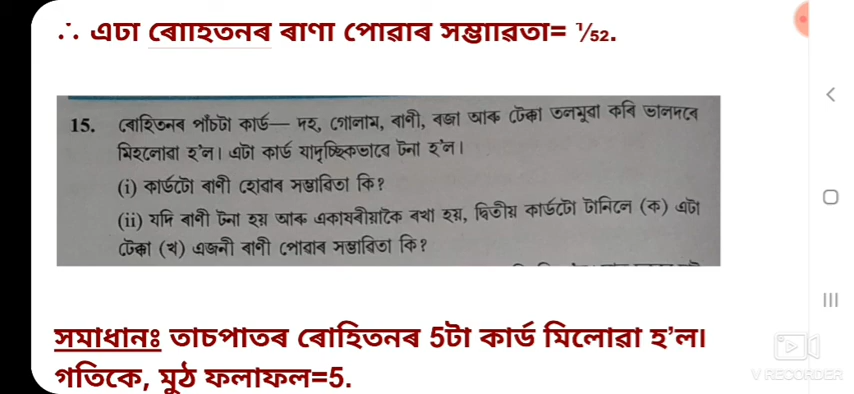 ∴ এটা ৰোহিতনৰ ৰাণী পোৱাৰ সম্ভাৱিতা= ¹⁄₅₂.
15. ৰোহিতনৰ পাঁচটা কাৰ্ড— দহ, গোলাম, ৰাণী, ৰজা আৰু টেক্কা তলমূৱা কৰি ভালদৰে
মিহলোৱা হ'ল। এটা কাৰ্ড যাদৃচ্ছিকভাৱে টনা হ'ল।
(i) কাৰ্ডটো ৰাণী হোৱাৰ সম্ভাৱিতা কি?
(ii) যদি ৰাণী টনা হয় আৰু একাষৰীয়াকৈ ৰখা হয়, দ্বিতীয় কাৰ্ডটো টানিলে (ক) এটা
টেক্কা (খ) এজনী ৰাণী পোৱাৰ সম্ভাৱিতা কি?
সমাধানঃ তাচপাতৰ ৰোহিতনৰ 5টা কাৰ্ড মিলোৱা হ'ল।
গতিকে, মুঠ ফলাফল=5.
V RECORDER